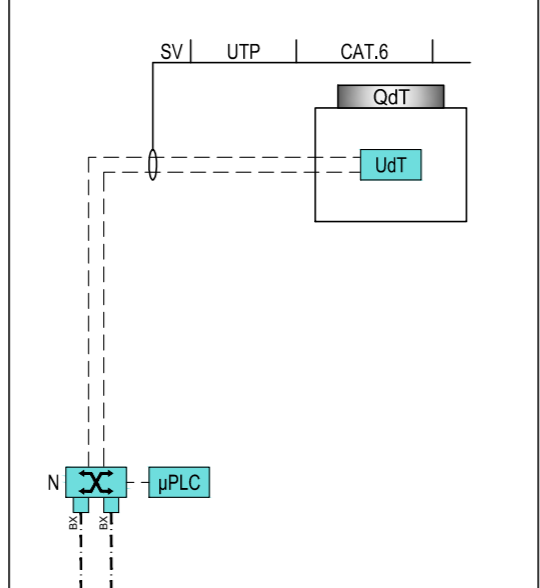 SV UTP CAT.6
QdT
UdT
N
µPLC
BX BX